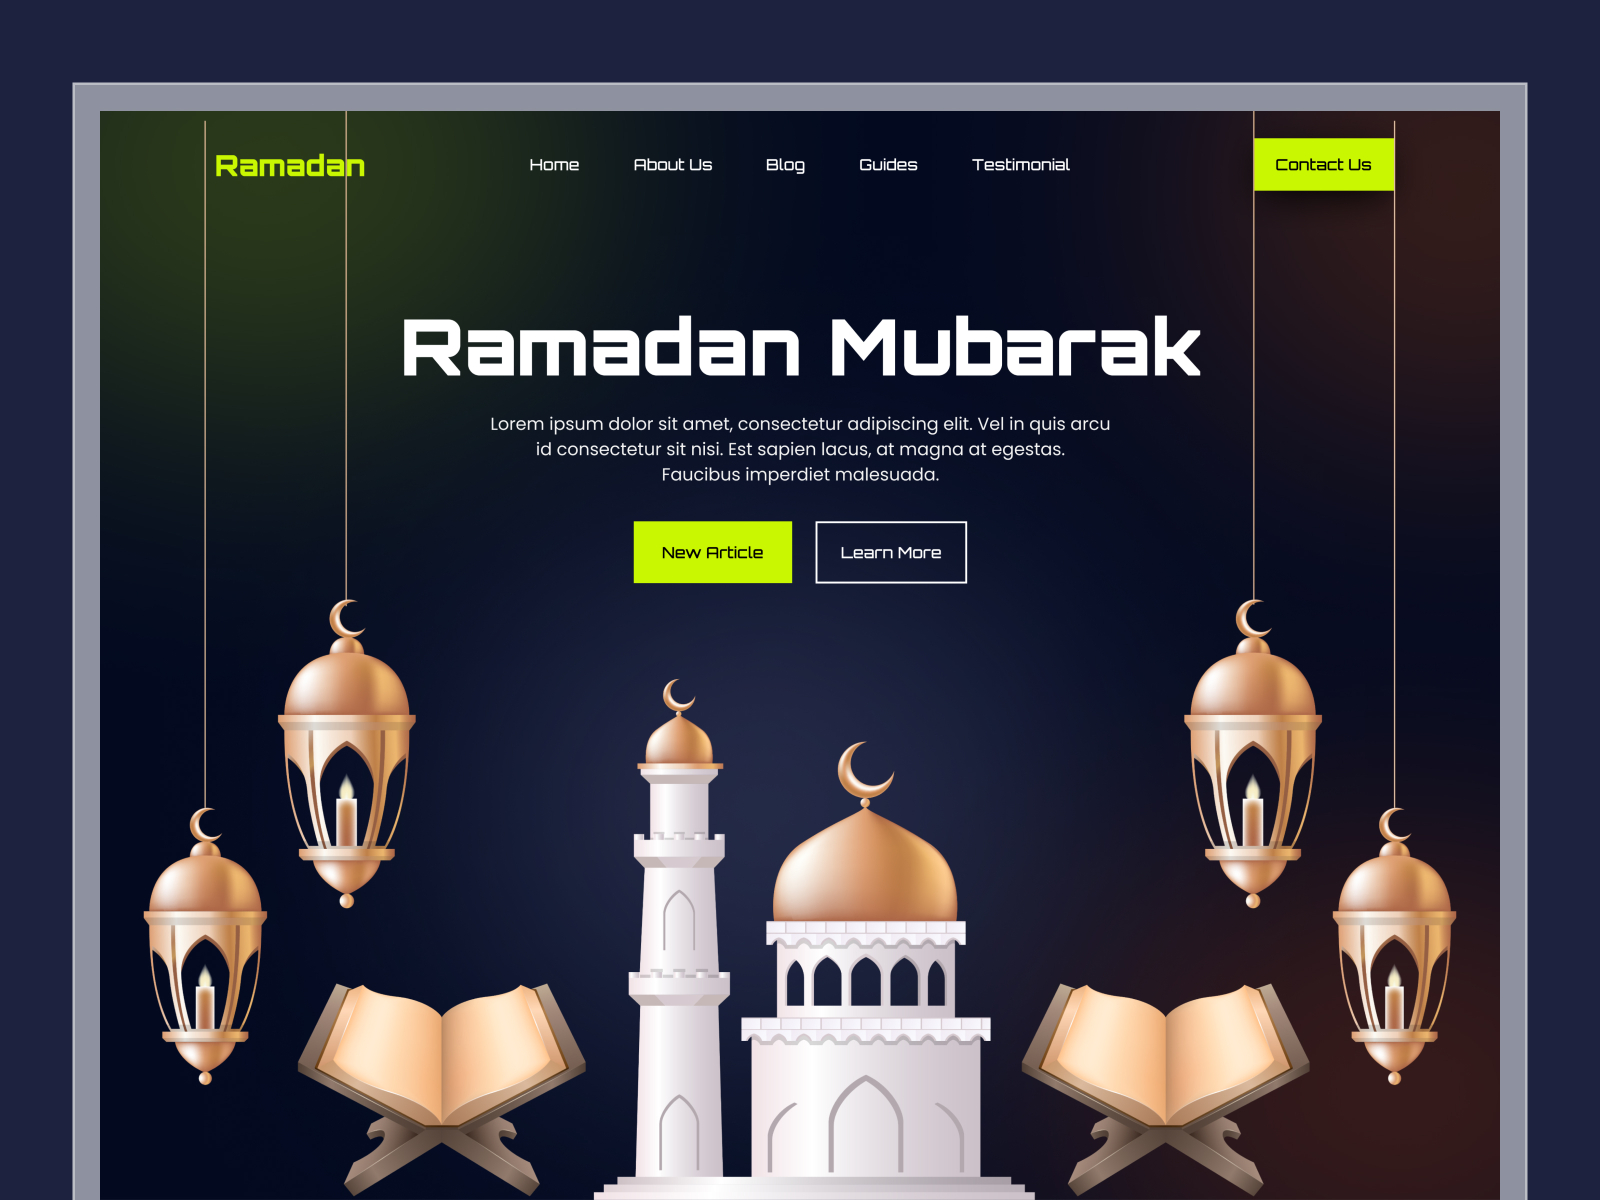 Ramadan
Home
About Us
Blog
Guides
Testimonial
Contact Us
Ramadan Mubarak
Lorem ipsum dolor sit amet, consectetur adipiscing elit. Vel in quis arcu
id consectetur sit nisi. Est sapien lacus, at magna at egestas.
Faucibus imperdiet malesuada.
New Article
Learn More